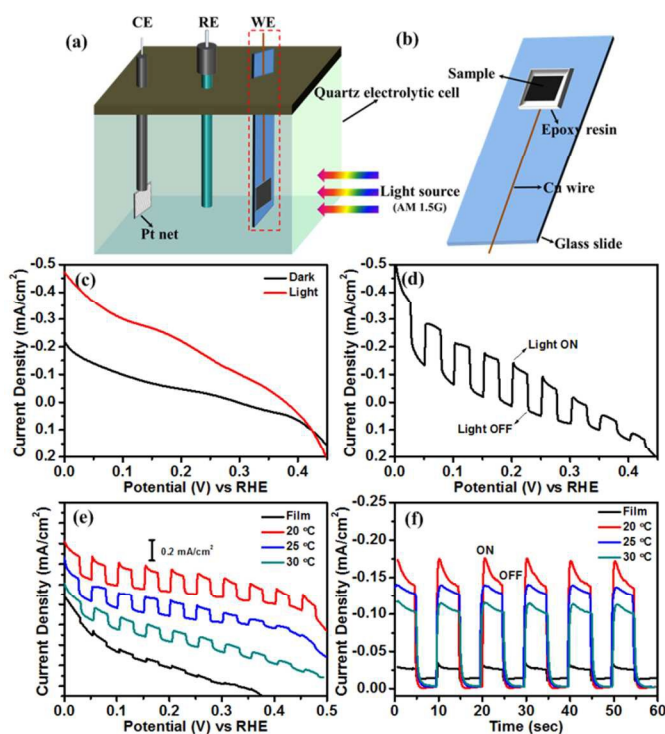 (a)
CE RE WE
Quartz electrolytic cell
Light source
(AM 1.5G)
Pt net
(b)
Sample
Epoxy resin
Cu wire
Glass slide
(c)
Dark
Light
-0.5
-0.4
-0.3
-0.2
-0.1
0.0
0.1
0.2
0.0 0.1 0.2 0.3 0.4
Current Density (mA/cm²)
Potential (V) vs RHE
(d)
Light ON
Light OFF
-0.5
-0.4
-0.3
-0.2
-0.1
0.0
0.1
0.2
0.0 0.1 0.2 0.3 0.4
Current Density (mA/cm²)
Potential (V) vs RHE
(e)
0.2 mA/cm²
Film
20 °C
25 °C
30 °C
0.0 0.1 0.2 0.3 0.4 0.5
Current Density (mA/cm²)
Potential (V) vs RHE
(f)
ON
OFF
Film
20 °C
25 °C
30 °C
-0.25
-0.20
-0.15
-0.10
-0.05
0.00
0 10 20 30 40 50 60
Current Density (mA/cm²)
Time (sec)